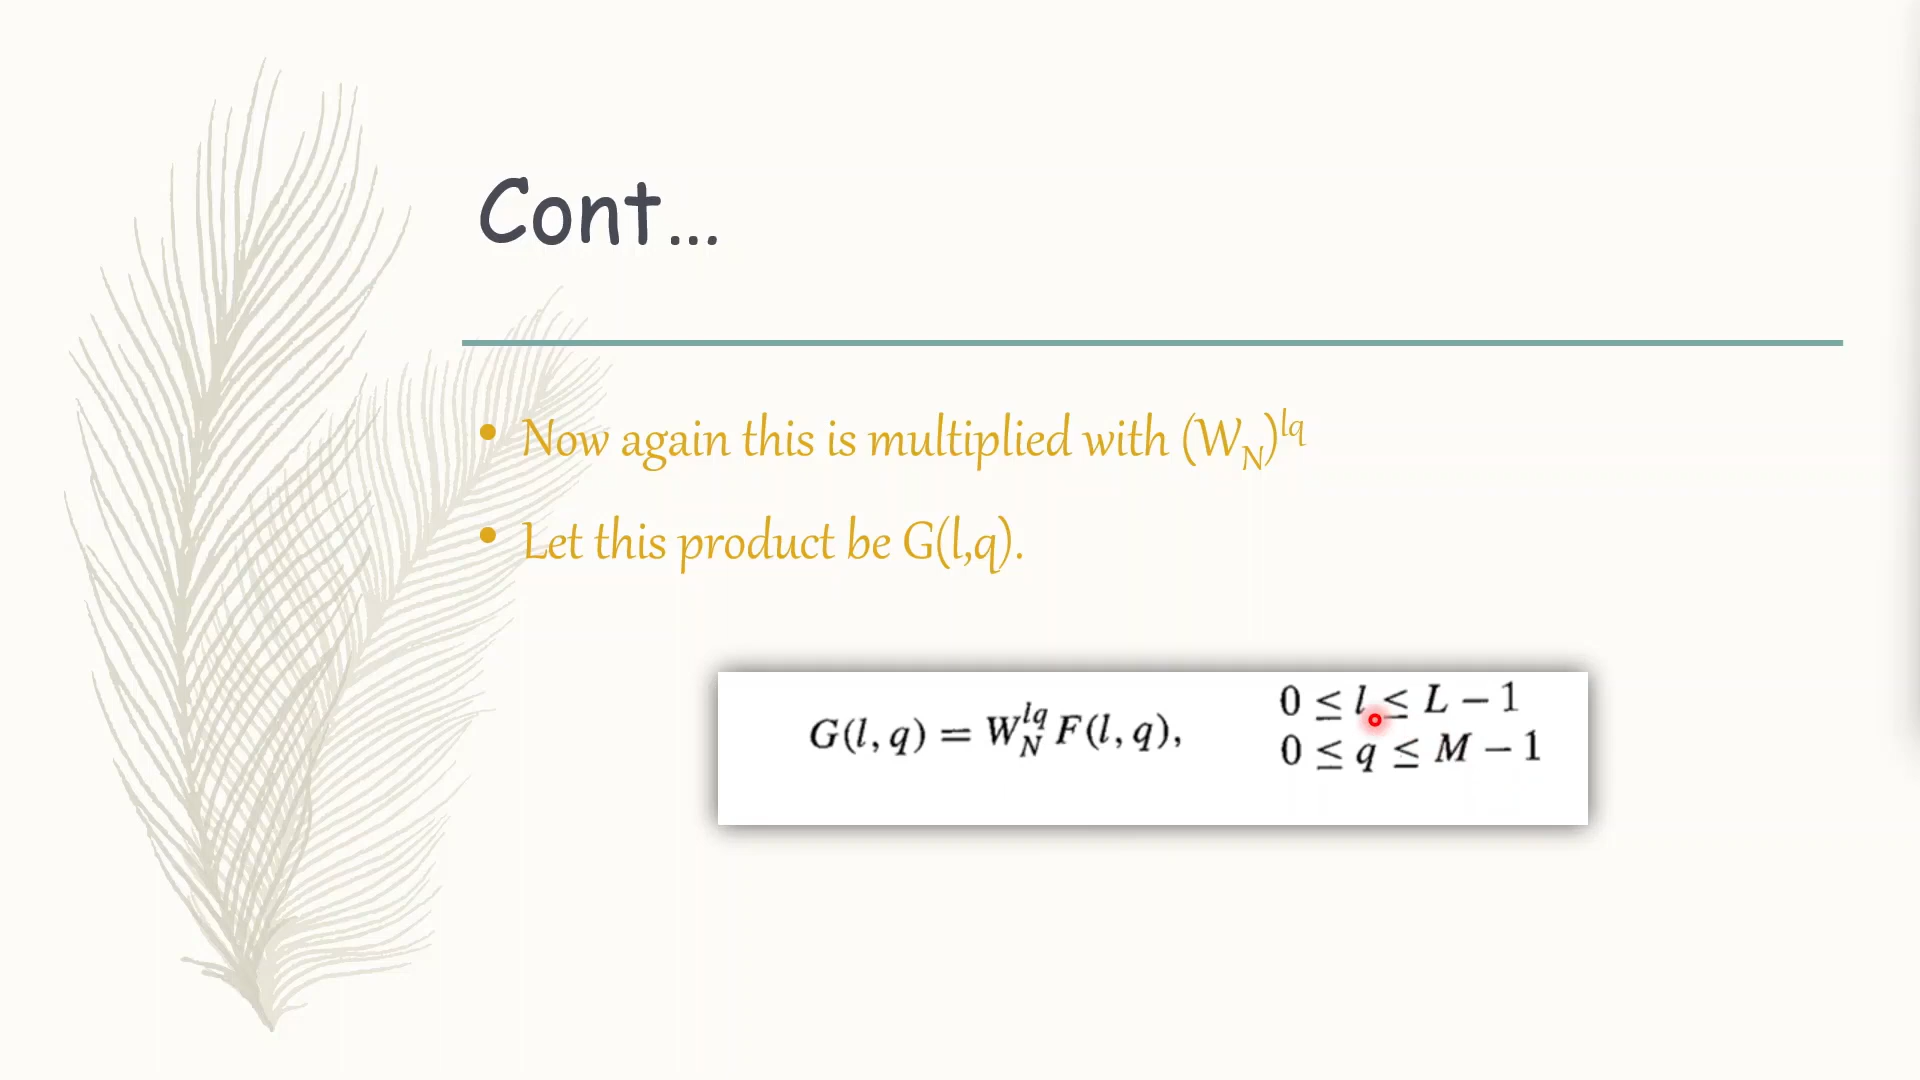 Cont...
• Now again this is multiplied with (W_N)^lq
• Let this product be G(l,q).
G(l, q) = W_N^lq F(l, q), 0 ≤ l ≤ L − 1
0 ≤ q ≤ M − 1